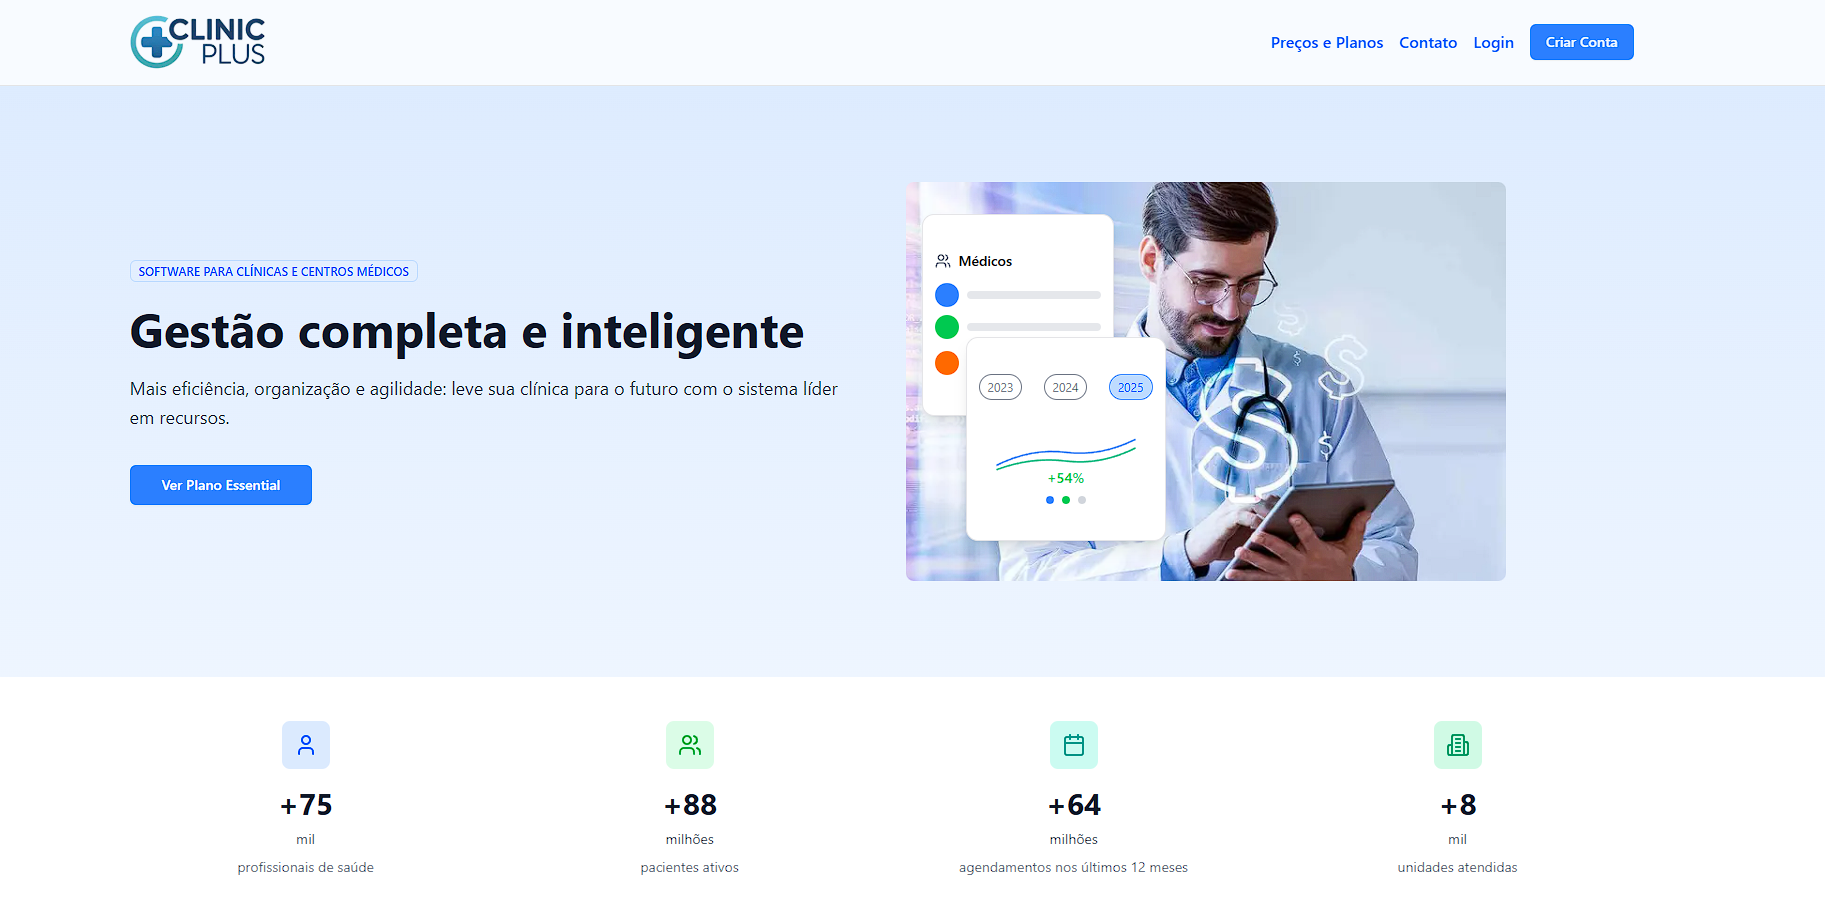 CLINIC
PLUS
Preços e Planos
Contato
Login
Criar Conta
SOFTWARE PARA CLÍNICAS E CENTROS MÉDICOS
Gestão completa e inteligente
Mais eficiência, organização e agilidade: leve sua clínica para o futuro com o sistema líder
em recursos.
Ver Plano Essential
Médicos
2023
2024
2025
+54%
+75
mil
profissionais de saúde
+88
milhões
pacientes ativos
+64
milhões
agendamentos nos últimos 12 meses
+8
mil
unidades atendidas